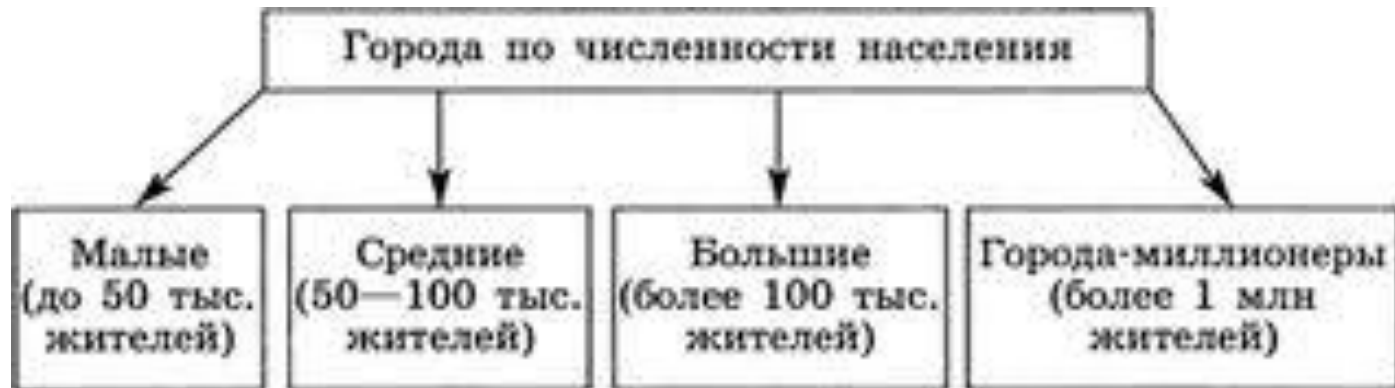 Города по численности населения
Малые
(до 50 тыс.
жителей)
Средние
(50—100 тыс.
жителей)
Большие
(более 100 тыс.
жителей)
Города-миллионеры
(более 1 млн
жителей)